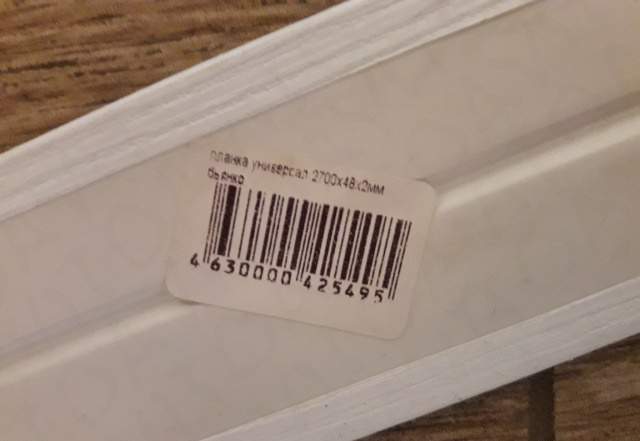 планка универсал 2700х48х2мм
бьянко
4 630000 425495